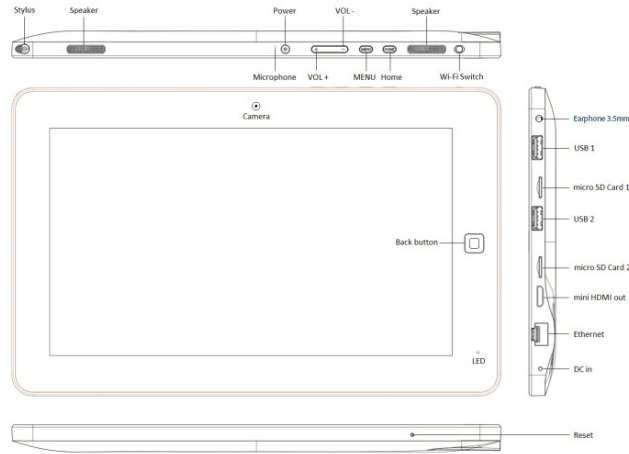 Stylus
Speaker
Power
VOL -
Speaker
Microphone
VOL +
MENU
Home
Wi-Fi Switch
Camera
Earphone 3.5mm
USB 1
micro SD Card 1
USB 2
Back button
micro SD Card 2
mini HDMI out
Ethernet
LED
DC in
Reset